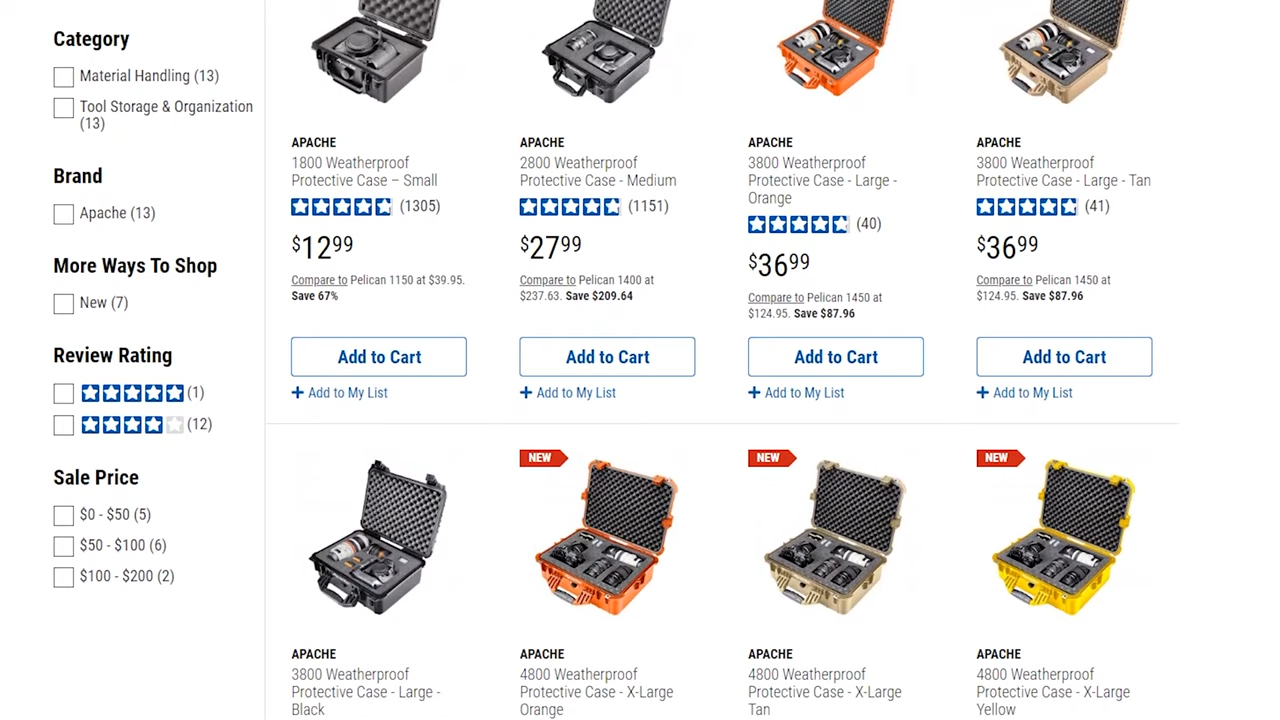 Category
Material Handling (13)
Tool Storage & Organization
(13)
Brand
Apache (13)
More Ways To Shop
New (7)
Review Rating
(1)
(12)
Sale Price
$0 - $50 (5)
$50 - $100 (6)
$100 - $200 (2)
APACHE
1800 Weatherproof
Protective Case – Small
(1305)
$1299
Compare to Pelican 1150 at $39.95.
Save 67%
Add to Cart
+ Add to My List
APACHE
2800 Weatherproof
Protective Case - Medium
(1151)
$2799
Compare to Pelican 1400 at
$237.63. Save $209.64
Add to Cart
+ Add to My List
APACHE
3800 Weatherproof
Protective Case - Large -
Orange
(40)
$3699
Compare to Pelican 1450 at
$124.95. Save $87.96
Add to Cart
+ Add to My List
APACHE
3800 Weatherproof
Protective Case - Large - Tan
(41)
$3699
Compare to Pelican 1450 at
$124.95. Save $87.96
Add to Cart
+ Add to My List
APACHE
3800 Weatherproof
Protective Case - Large -
Black
NEW
APACHE
4800 Weatherproof
Protective Case - X-Large
Orange
NEW
APACHE
4800 Weatherproof
Protective Case - X-Large
Tan
NEW
APACHE
4800 Weatherproof
Protective Case - X-Large
Yellow